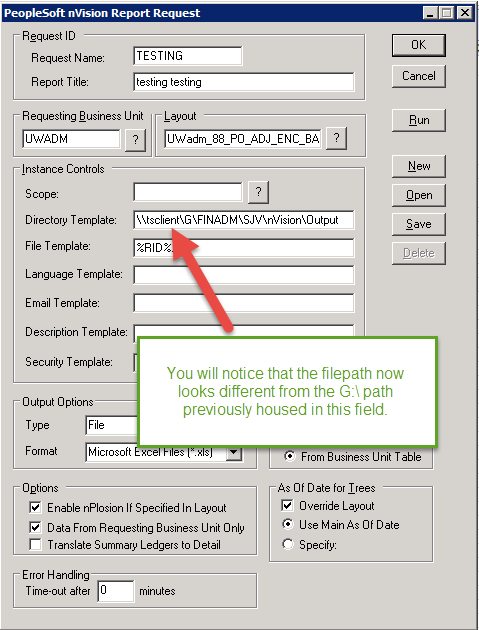 PeopleSoft nVision Report Request
Request ID
Request Name: TESTING
Report Title: testing testing
OK
Cancel
Requesting Business Unit
UWADM ?
Layout
UWadm_88_PO_ADJ_ENC_BA ?
Run
Instance Controls
Scope: ?
Directory Template: \\tsclient\G\FINADM\SJV\nVision\Output
File Template: %RID%
Language Template:
Email Template:
Description Template:
Security Template:
New
Open
Save
Delete
You will notice that the filepath now
looks different from the G:\ path
previously housed in this field.
Output Options
Type File
Format Microsoft Excel Files (*.xls)
From Business Unit Table
Options
Enable nPlosion If Specified In Layout
Data From Requesting Business Unit Only
Translate Summary Ledgers to Detail
As Of Date for Trees
Override Layout
Use Main As Of Date
Specify:
Error Handling
Time-out after 0 minutes